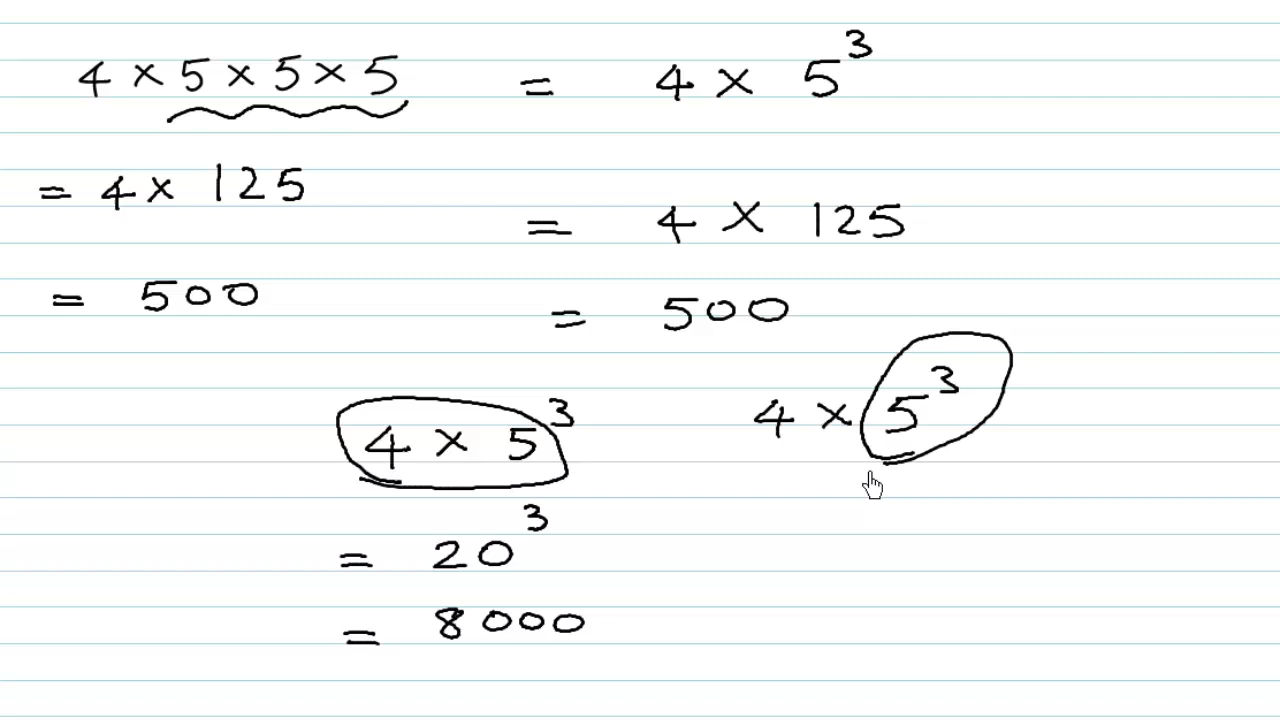 4 × 5 × 5 × 5 = 4 × 5³
= 4 × 125
= 4 × 125
= 500
= 500
4 × 5³
4 × 5³
= 20³
= 8000